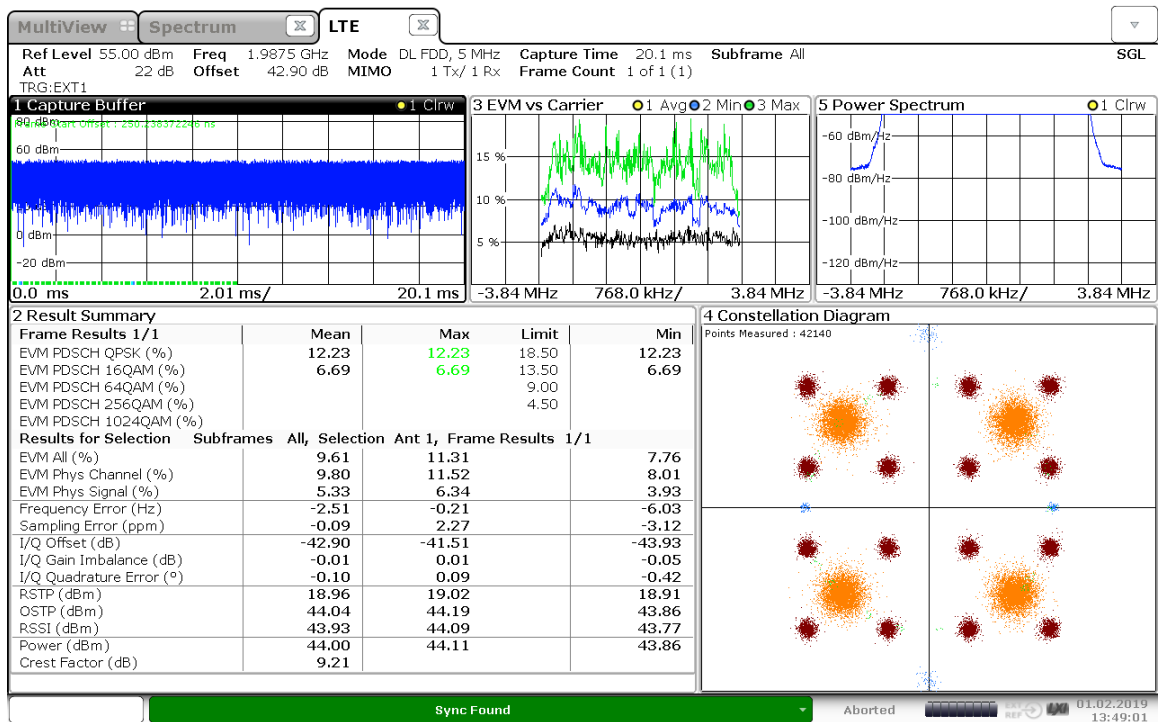 MultiView Spectrum LTE
Ref Level 55.00 dBm Freq 1.9875 GHz Mode DL FDD, 5 MHz Capture Time 20.1 ms Subframe All SGL
Att 22 dB Offset 42.90 dB MIMO 1 Tx/ 1 Rx Frame Count 1 of 1 (1)
TRG:EXT1
1 Capture Buffer 1 Clrw
80 dBm
Frame Start Offset : 250.238372246 ns
60 dBm
0 dBm
-20 dBm
0.0 ms 2.01 ms/ 20.1 ms
3 EVM vs Carrier 1 Avg 2 Min 3 Max
15 %
10 %
5 %
-3.84 MHz 768.0 kHz/ 3.84 MHz
5 Power Spectrum 1 Clrw
-60 dBm/Hz
-80 dBm/Hz
-100 dBm/Hz
-120 dBm/Hz
-3.84 MHz 768.0 kHz/ 3.84 MHz
2 Result Summary
Frame Results 1/1 Mean Max Limit Min
EVM PDSCH QPSK (%) 12.23 12.23 18.50 12.23
EVM PDSCH 16QAM (%) 6.69 6.69 13.50 6.69
EVM PDSCH 64QAM (%) 9.00
EVM PDSCH 256QAM (%) 4.50
EVM PDSCH 1024QAM (%)
Results for Selection Subframes All, Selection Ant 1, Frame Results 1/1
EVM All (%) 9.61 11.31 7.76
EVM Phys Channel (%) 9.80 11.52 8.01
EVM Phys Signal (%) 5.33 6.34 3.93
Frequency Error (Hz) -2.51 -0.21 -6.03
Sampling Error (ppm) -0.09 2.27 -3.12
I/Q Offset (dB) -42.90 -41.51 -43.93
I/Q Gain Imbalance (dB) -0.01 0.01 -0.05
I/Q Quadrature Error (°) -0.10 0.09 -0.42
RSTP (dBm) 18.96 19.02 18.91
OSTP (dBm) 44.04 44.19 43.86
RSSI (dBm) 43.93 44.09 43.77
Power (dBm) 44.00 44.11 43.86
Crest Factor (dB) 9.21
4 Constellation Diagram
Points Measured : 42140
Sync Found
Aborted
EXT
REF
LXI
01.02.2019
13:49:01